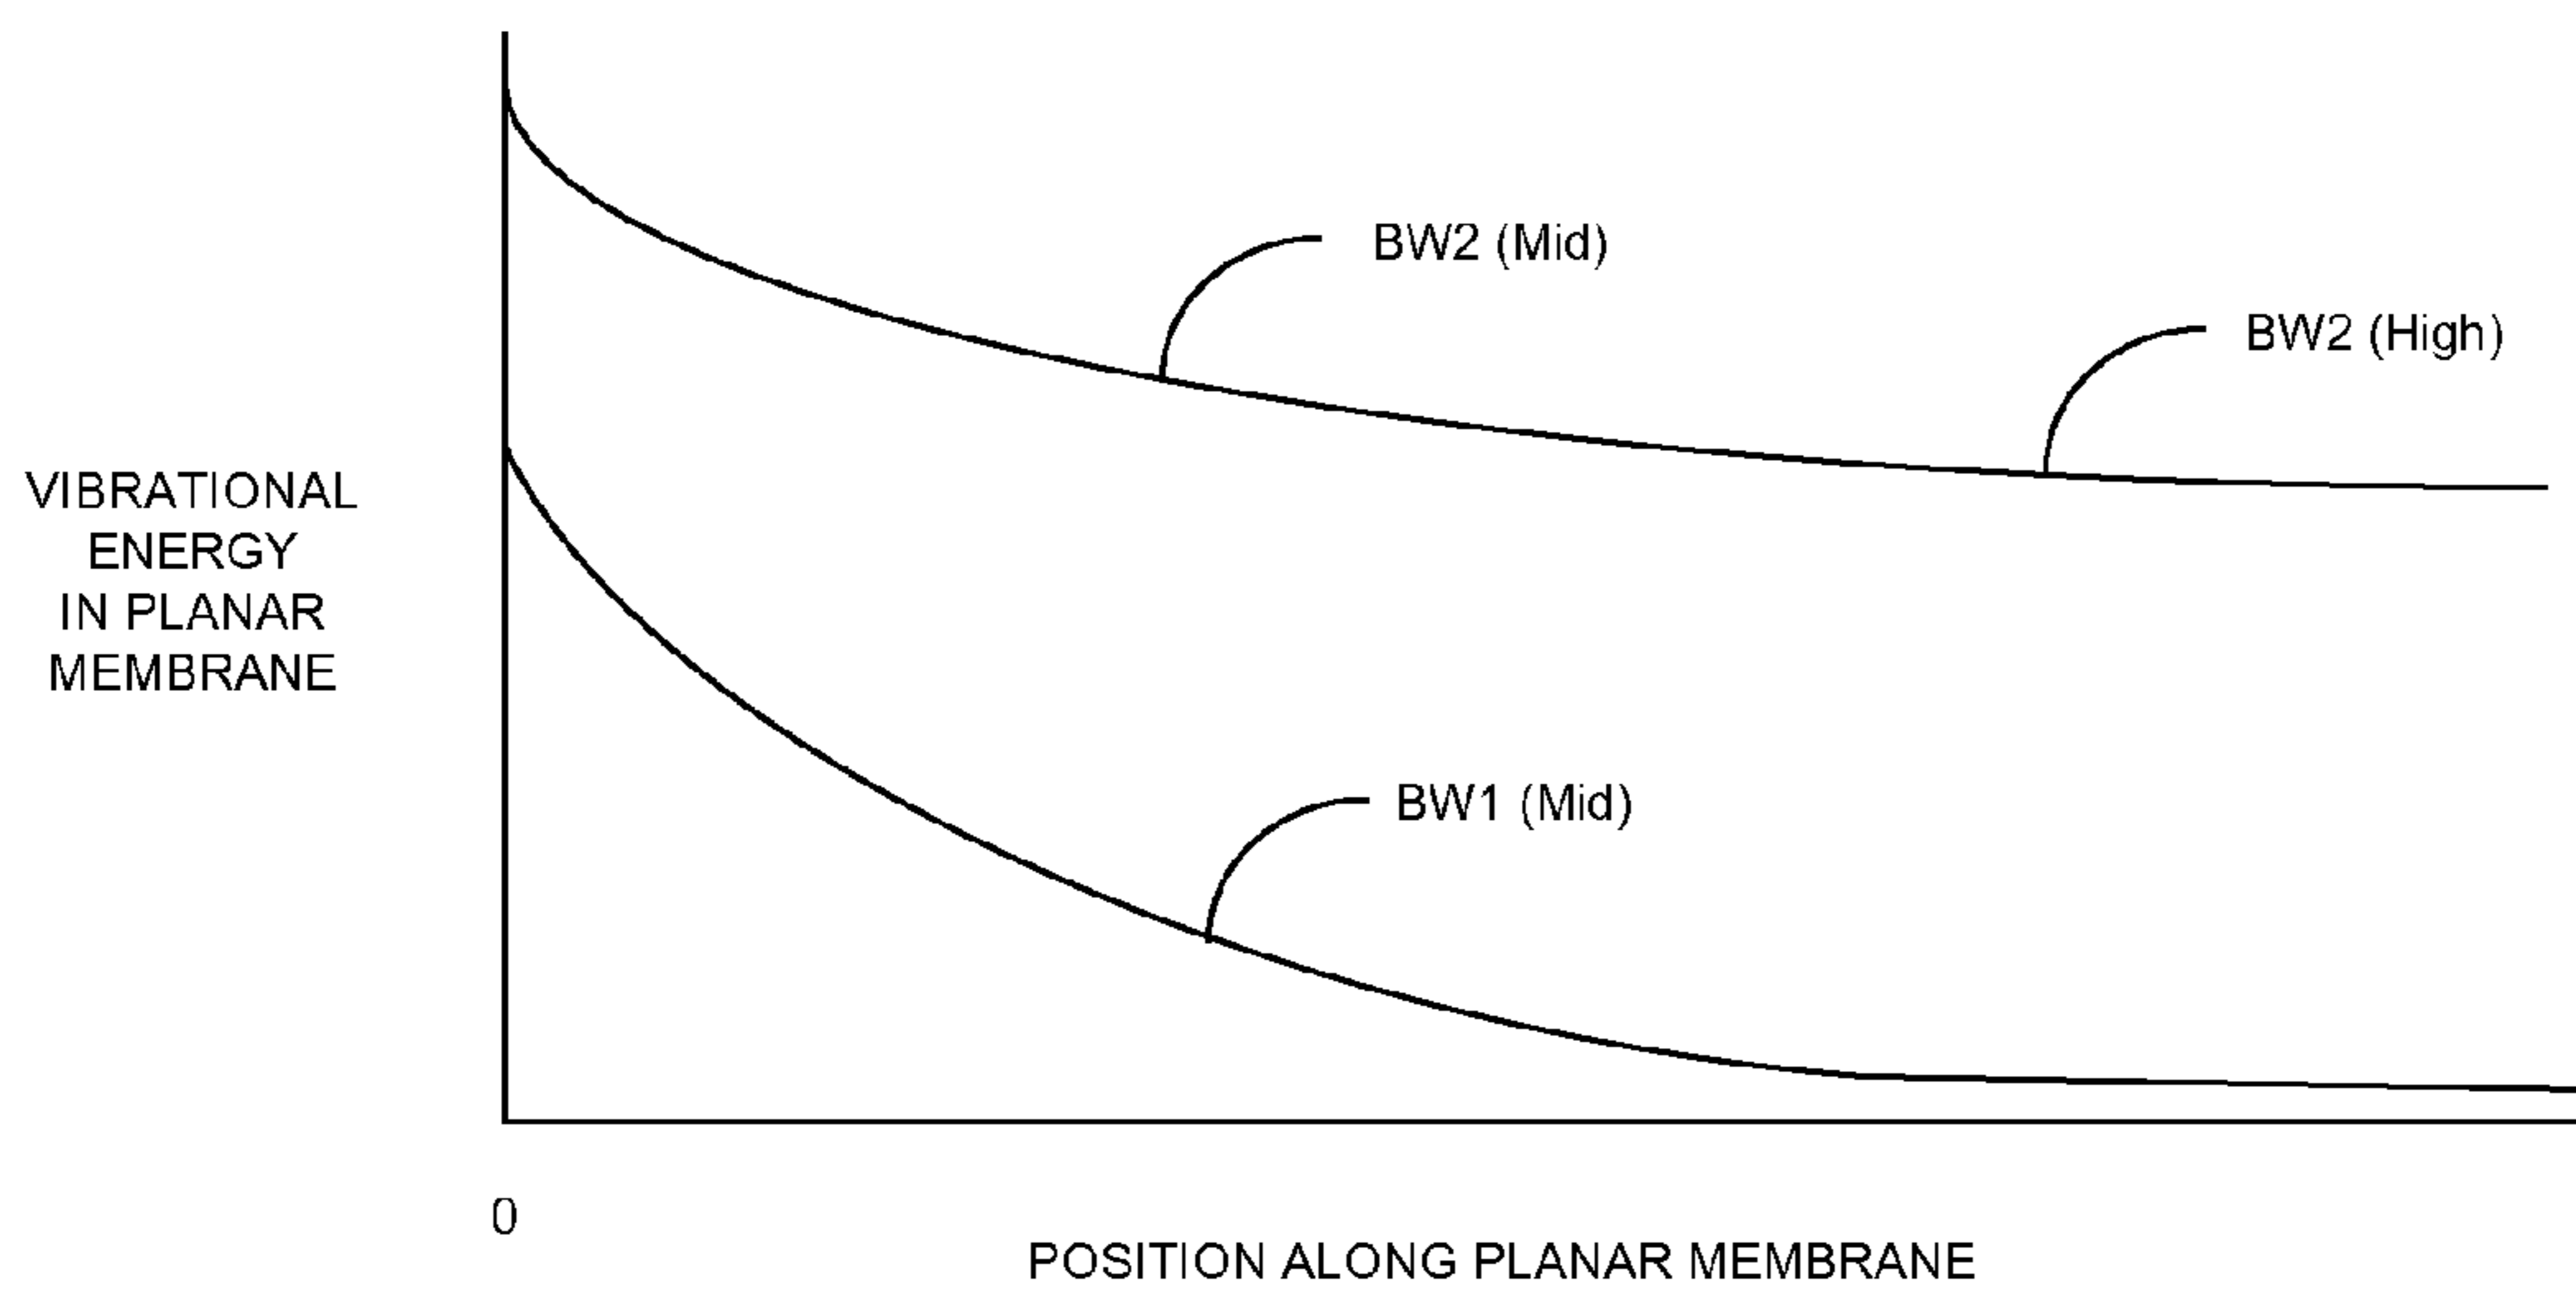 BW2 (Mid)
BW2 (High)
VIBRATIONAL
ENERGY
IN PLANAR
MEMBRANE
BW1 (Mid)
0
POSITION ALONG PLANAR MEMBRANE